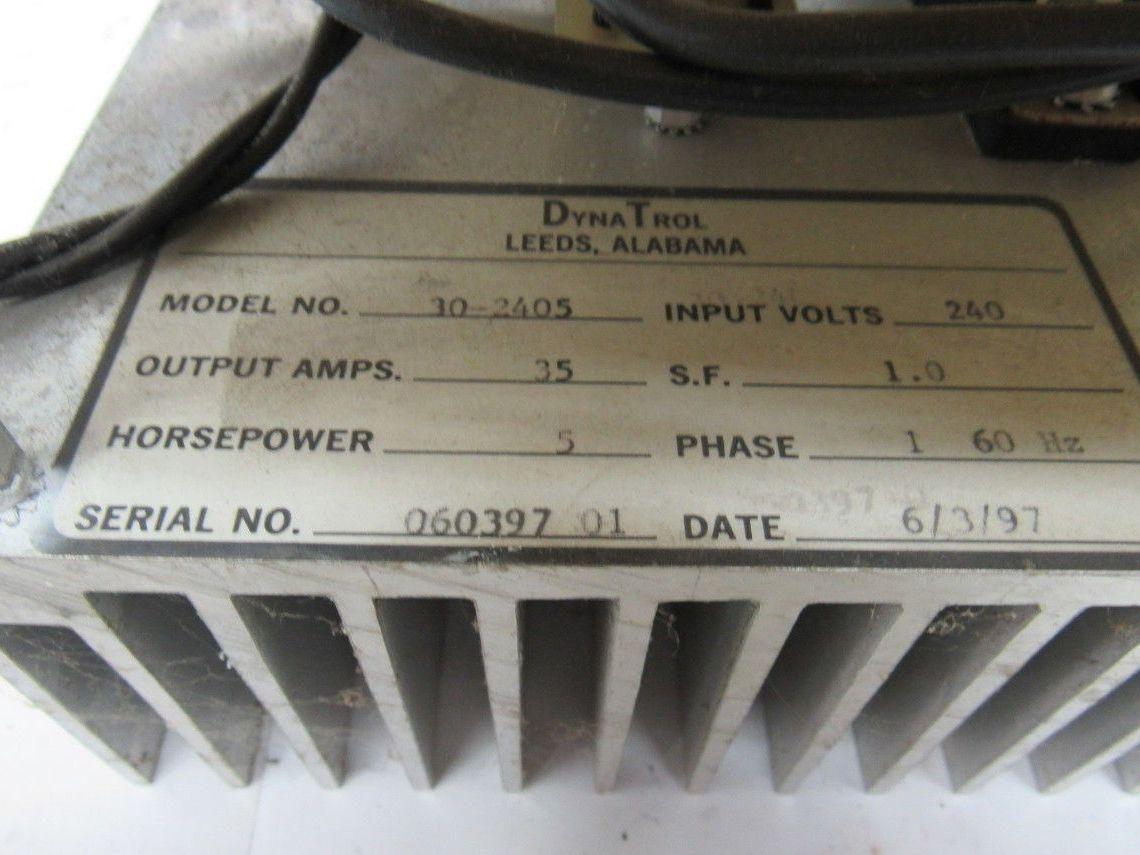 DYNATROL
LEEDS, ALABAMA
MODEL NO. 30-2405 INPUT VOLTS 240
OUTPUT AMPS. 35 S.F. 1.0
HORSEPOWER 5 PHASE 1 60 Hz
SERIAL NO. 060397 01 DATE 6/3/97